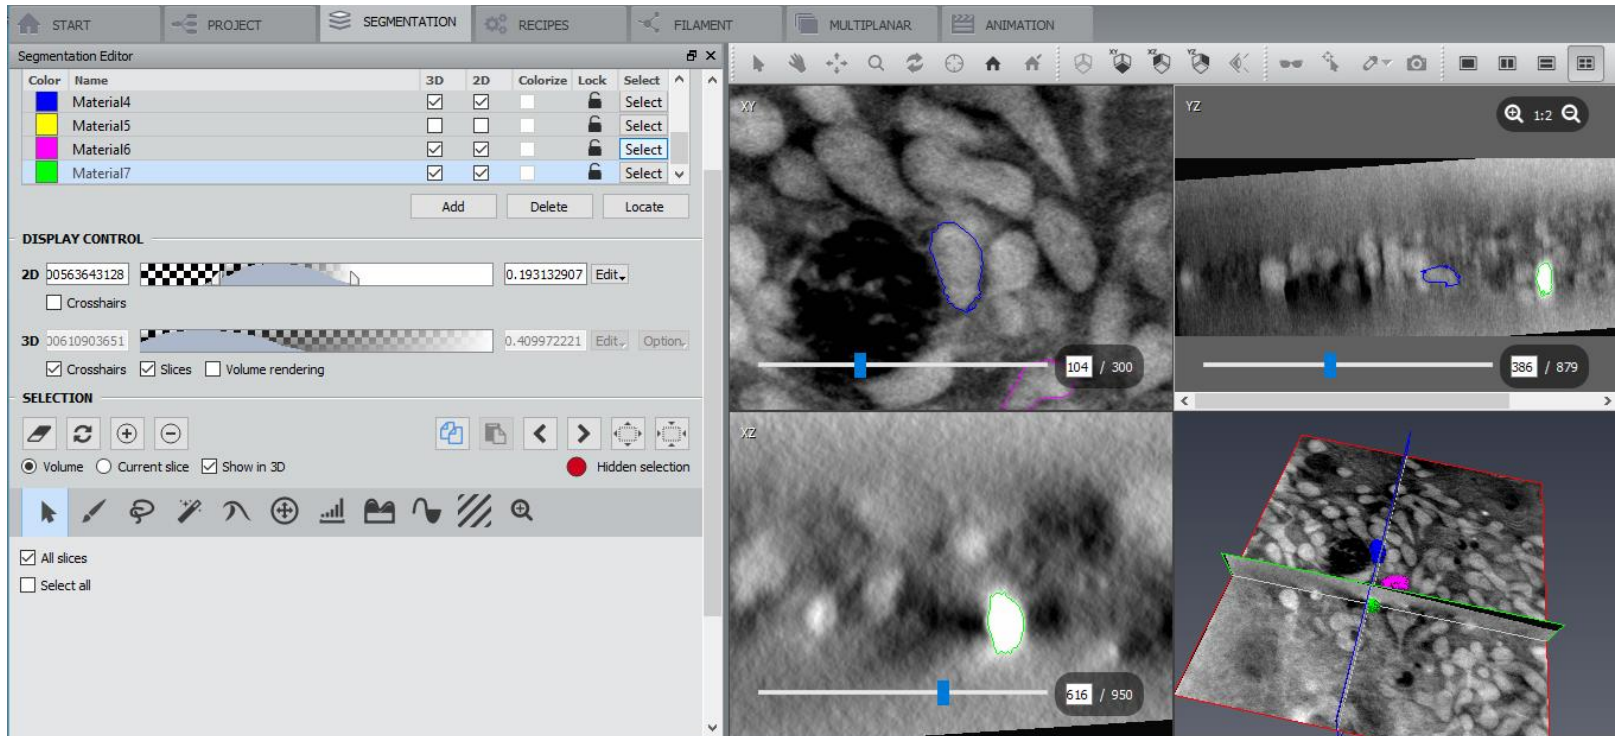 START PROJECT SEGMENTATION RECIPES FILAMENT MULTIPLANAR ANIMATION
Segmentation Editor
Color Name 3D 2D Colorize Lock Select
Material4 Select
Material5 Select
Material6 Select
Material7 Select
Add Delete Locate
DISPLAY CONTROL
2D 00563643128 0.193132907 Edit
Crosshairs
3D 00610903651 0.409972221 Edit Option
Crosshairs Slices Volume rendering
SELECTION
Volume Current slice Show in 3D Hidden selection
All slices
Select all
XY XZ YZ
XY
104 / 300
YZ
1:2
386 / 879
XZ
616 / 950